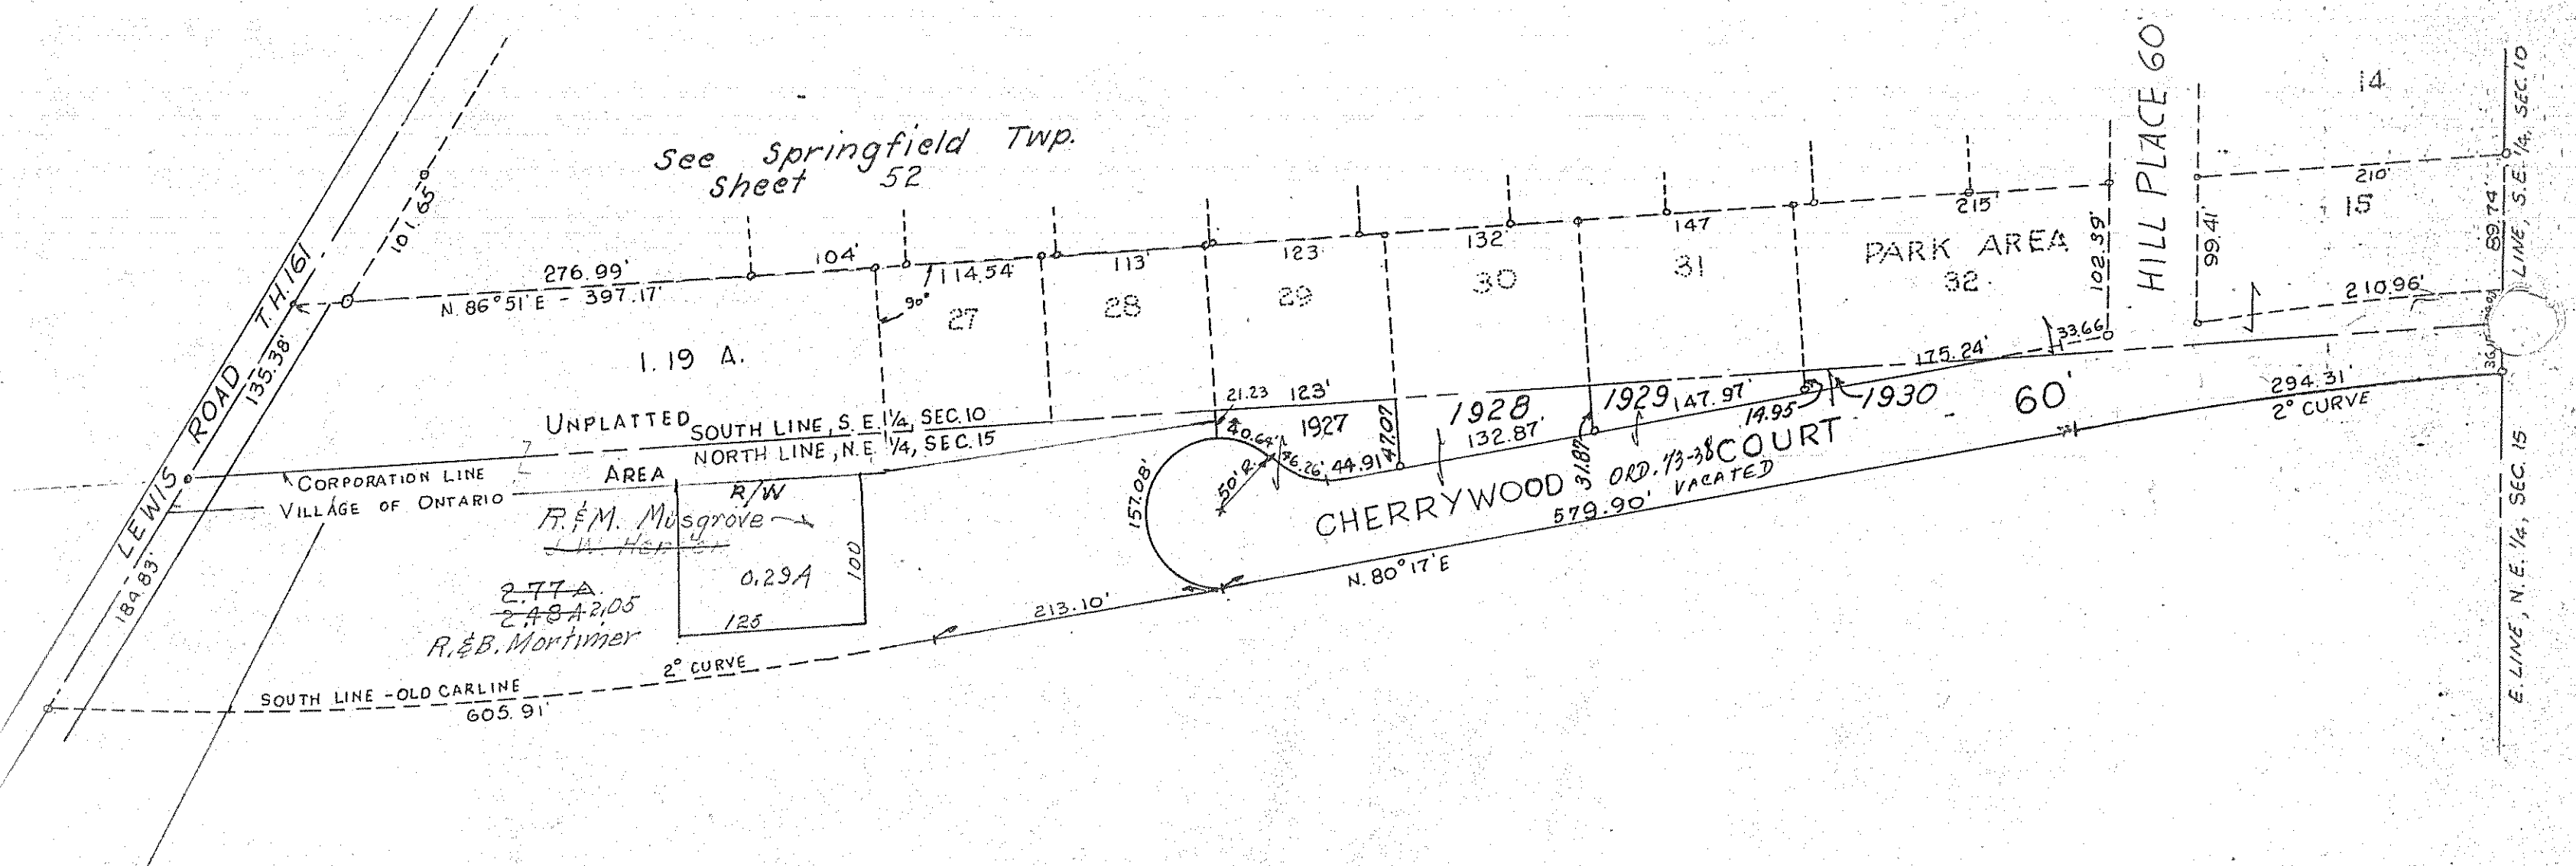 See Springfield Twp.
Sheet 52
LEWIS ROAD T.H.161
101.65'
135.38'
184.83'
276.99'
N. 86°51'E - 397.17'
104'
90°
114.54
113'
123
132'
147
215'
27
28
29
30
31
PARK AREA
32
102.39'
HILL PLACE 60'
99.41'
14
210'
15
89.74'
210.96'
E. LINE, N.E. 1/4, SEC. 15
LINE, S.E. 1/4, SEC. 10
1.19 A.
UNPLATTED
SOUTH LINE, S.E. 1/4, SEC.10
NORTH LINE, N.E. 1/4, SEC.15
CORPORATION LINE
VILLAGE OF ONTARIO
AREA
R/W
R.&M. Musgrove
0.29A
100
125
2.77 A.
2.48 A 2.05
R.&B. Mortimer
SOUTH LINE - OLD CARLINE
605.91'
2° CURVE
213.10'
157.08'
50' R.
21.23
123'
40.64'
1927
46.26'
44.91'
47.07
1928
132.87'
31.87
1929
147.97'
14.95
1930
175.24'
33.66
60'
294.31'
2° CURVE
CHERRYWOOD COURT
ORD. 73-38
VACATED
579.90'
N. 80°17'E